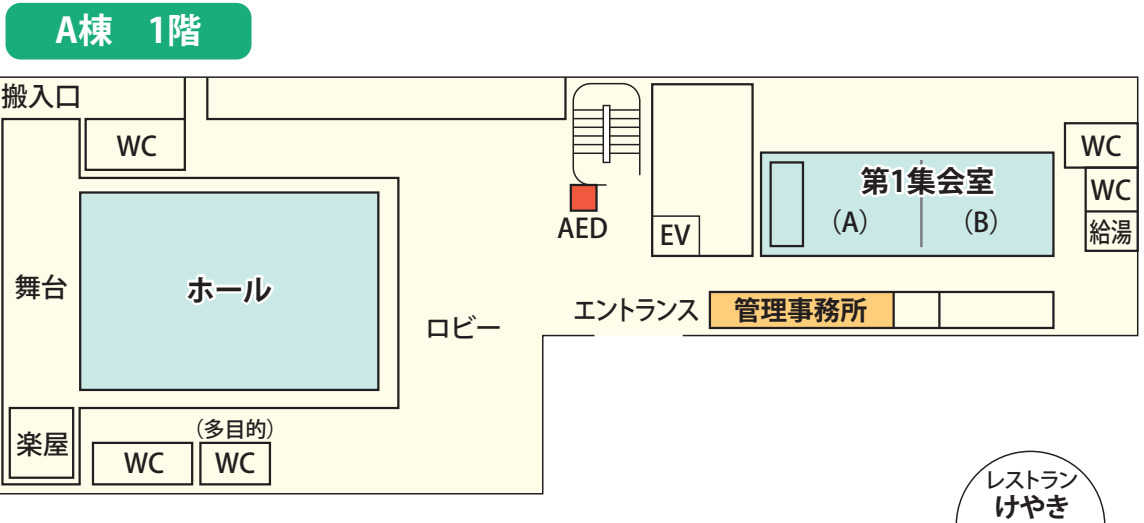 A棟　1階
搬入口
WC
舞台
ホール
ロビー
楽屋
WC
(多目的)
WC
AED
EV
エントランス
管理事務所
第1集会室
(A)
(B)
WC
WC
給湯
レストラン
けやき